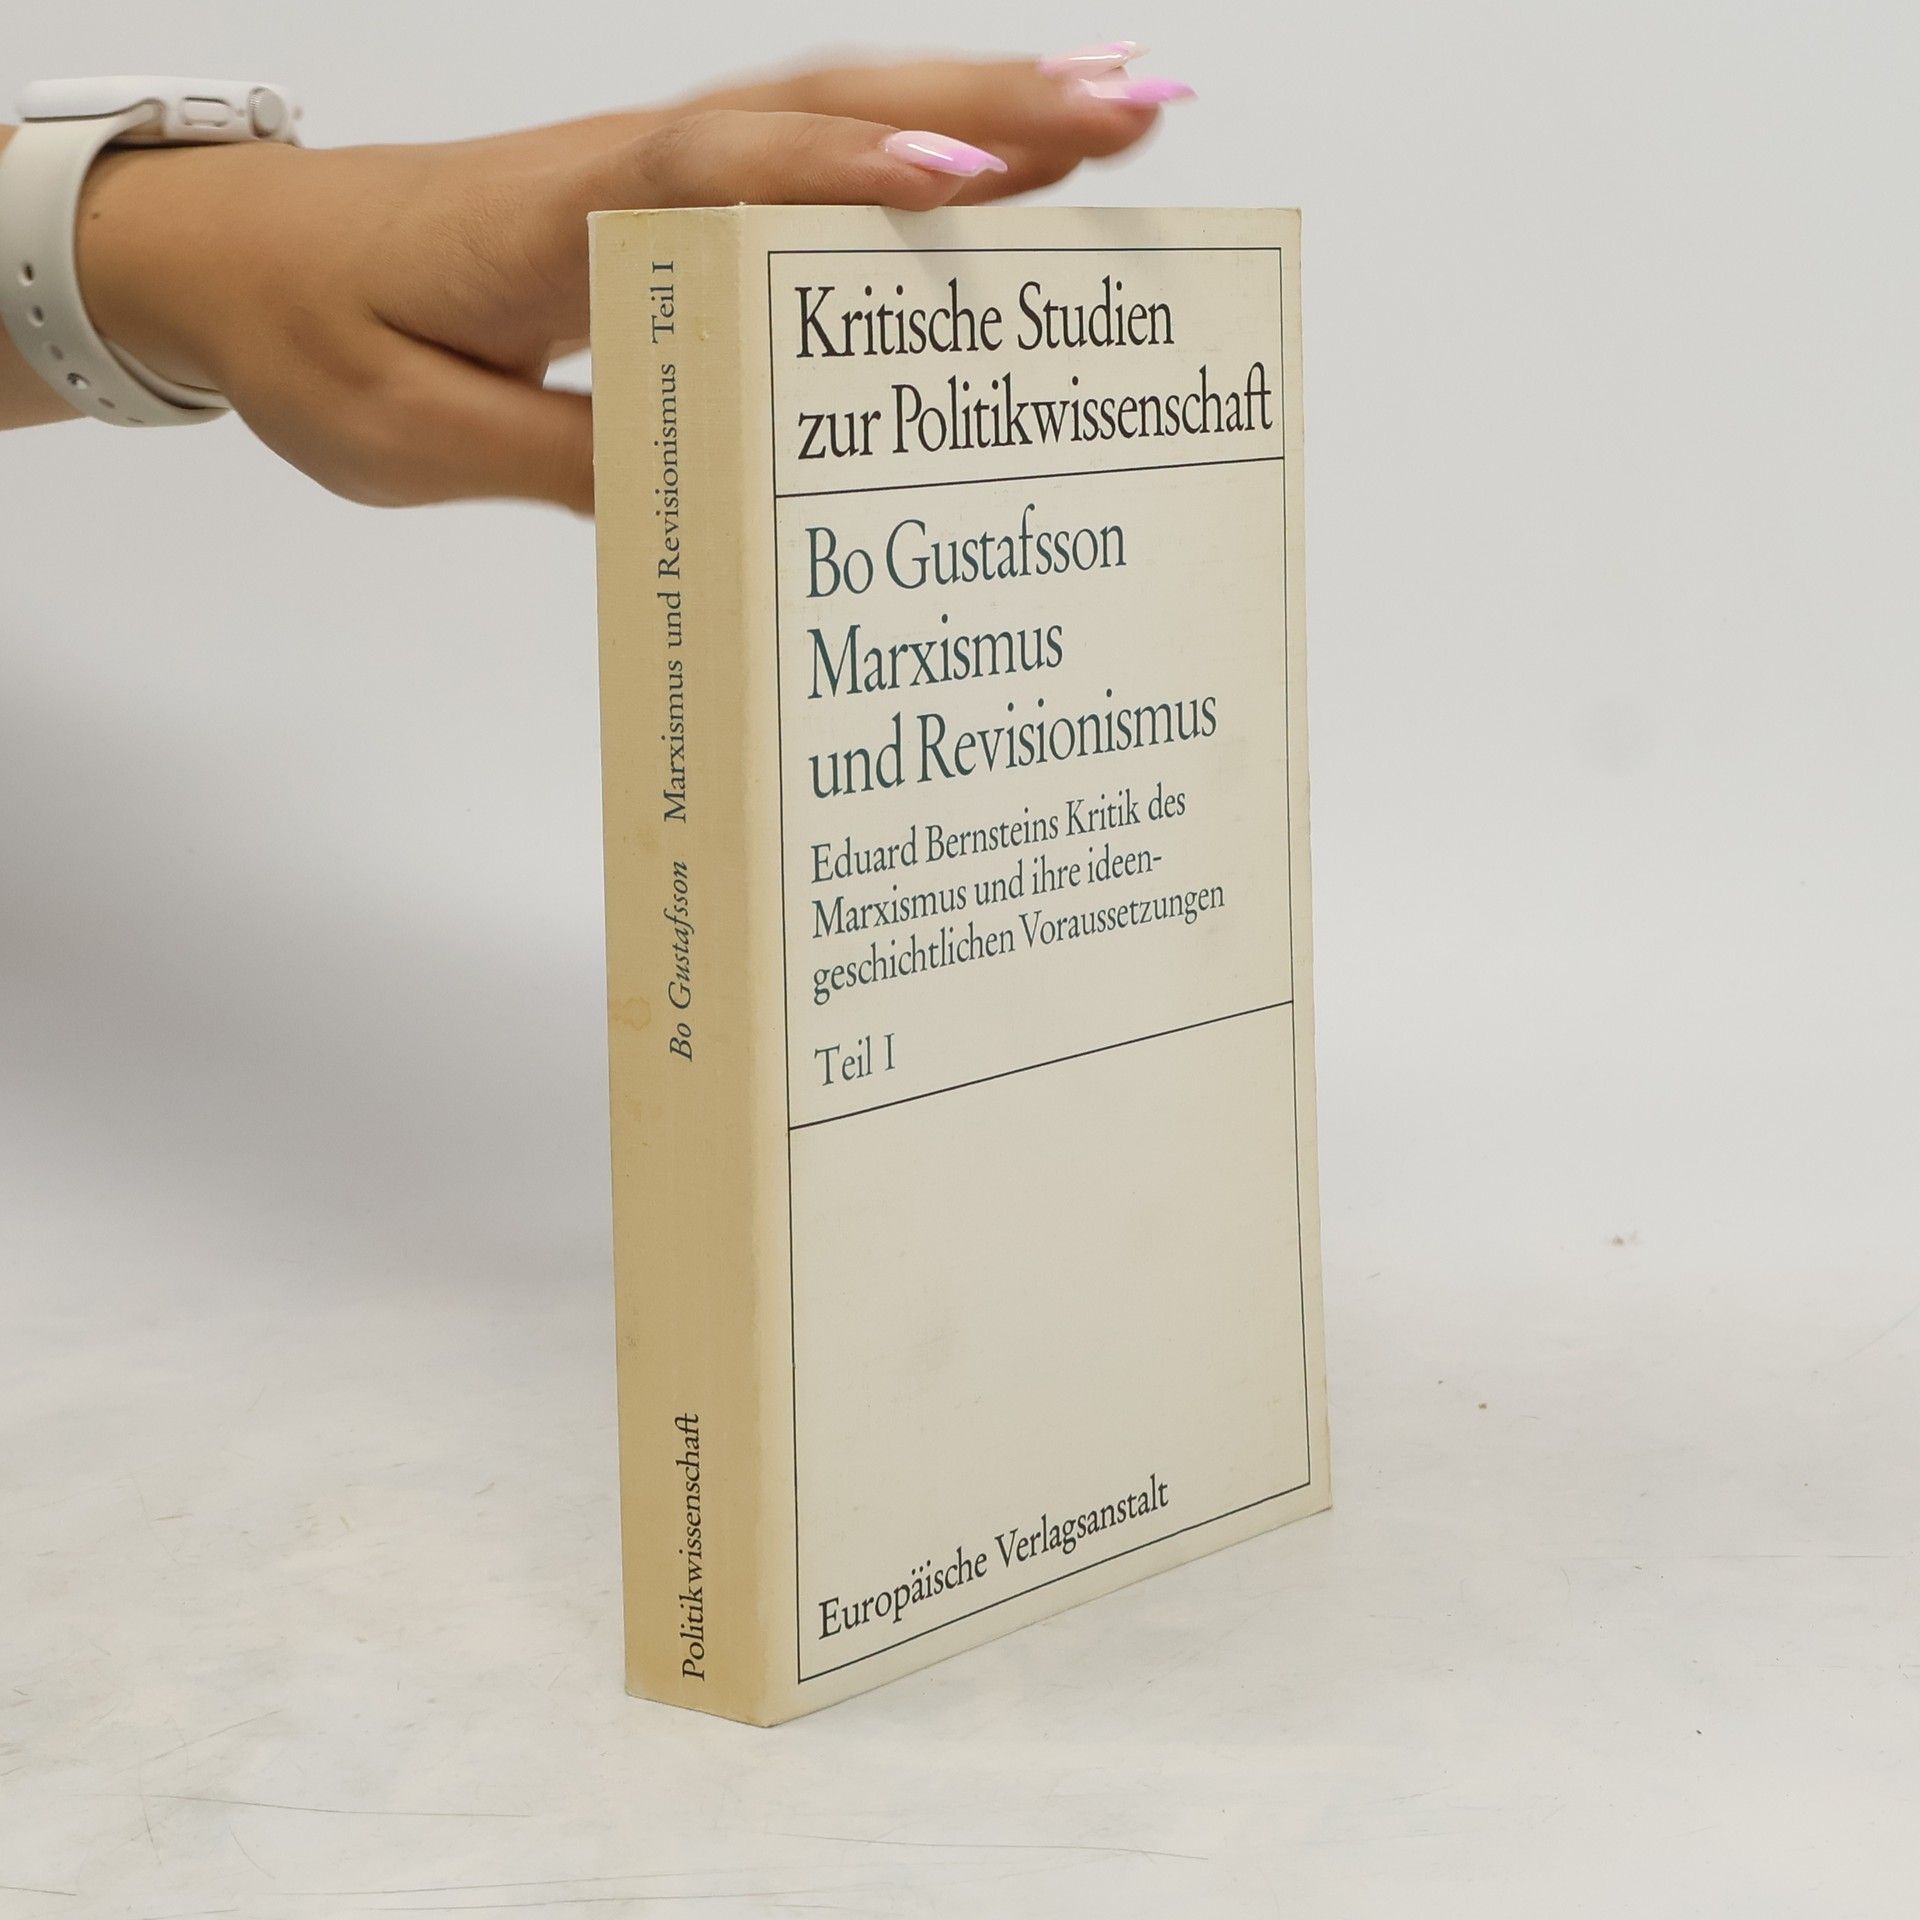 Bo Gustafsson Marxismus und Revisionismus Teil I
Politikwissenschaft
Kritische Studien
zur Politikwissenschaft
Bo Gustafsson
Marxismus
und Revisionismus
Eduard Bernsteins Kritik des
Marxismus und ihre ideen-
geschichtlichen Voraussetzungen
Teil I
Europäische Verlagsanstalt